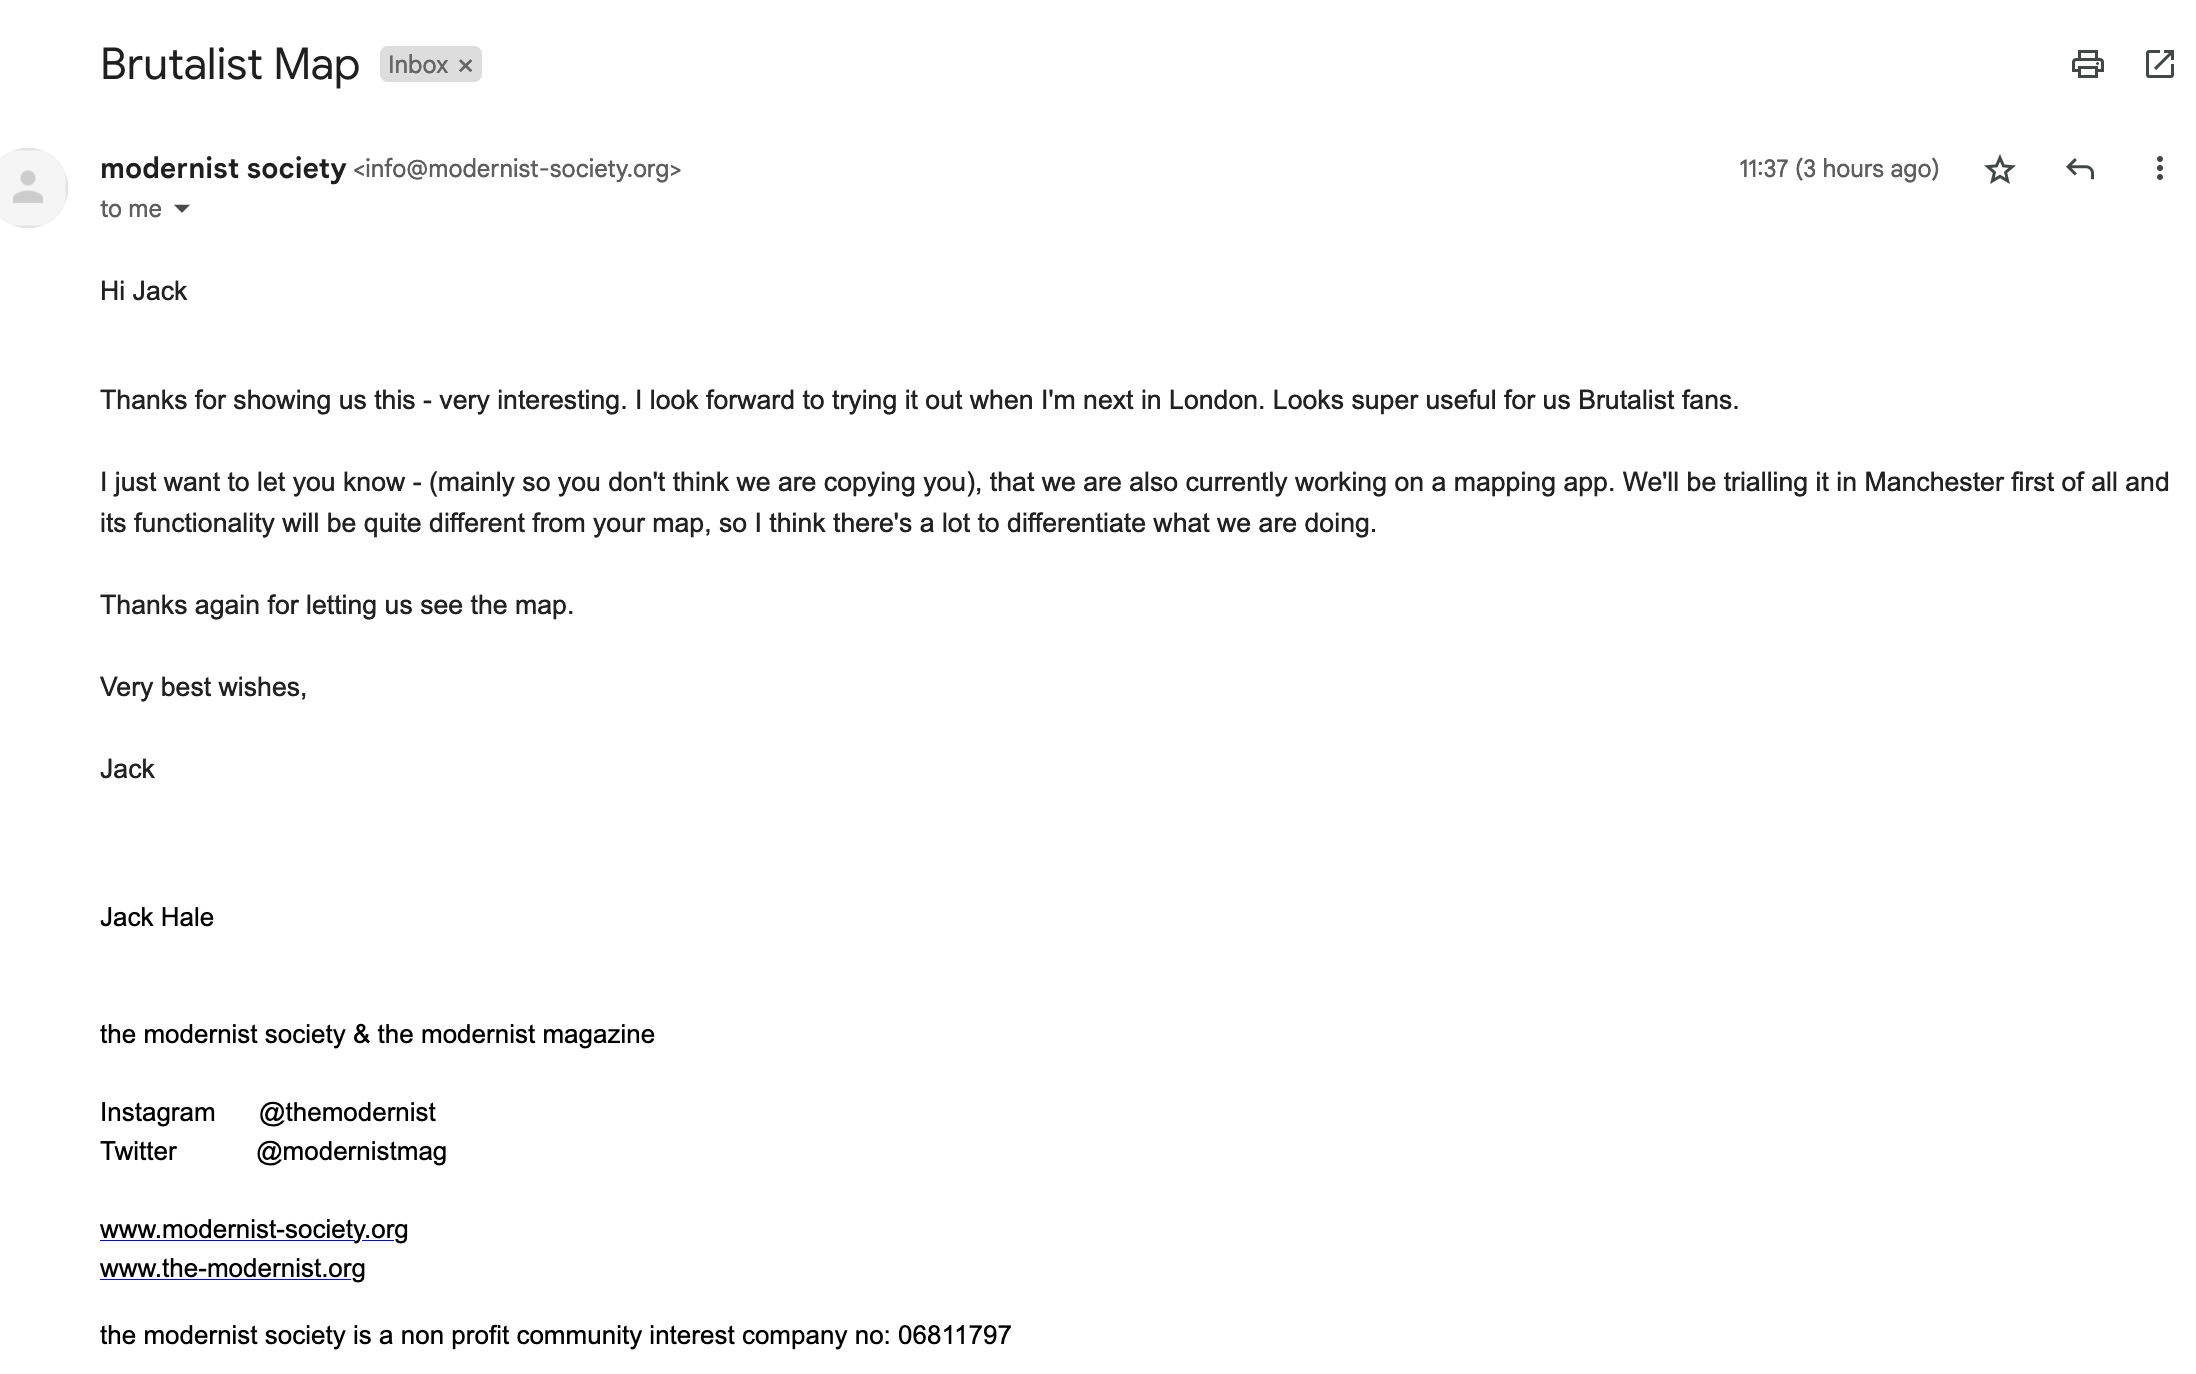 Brutalist Map Inbox ×
modernist society <info@modernist-society.org> 11:37 (3 hours ago)
to me
Hi Jack
Thanks for showing us this - very interesting. I look forward to trying it out when I'm next in London. Looks super useful for us Brutalist fans.
I just want to let you know - (mainly so you don't think we are copying you), that we are also currently working on a mapping app. We'll be trialling it in Manchester first of all and
its functionality will be quite different from your map, so I think there's a lot to differentiate what we are doing.
Thanks again for letting us see the map.
Very best wishes,
Jack
Jack Hale
the modernist society & the modernist magazine
Instagram @themodernist
Twitter @modernistmag
www.modernist-society.org
www.the-modernist.org
the modernist society is a non profit community interest company no: 06811797